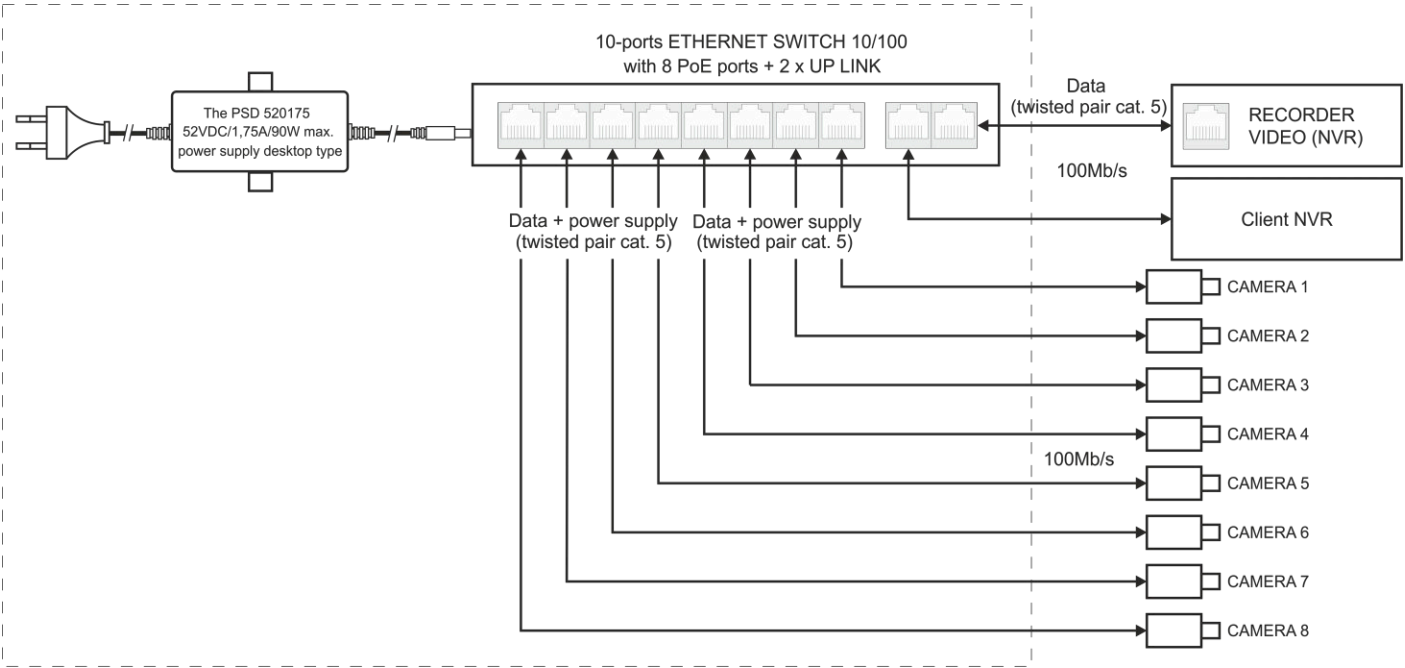 10-ports ETHERNET SWITCH 10/100
with 8 PoE ports + 2 x UP LINK
The PSD 520175
52VDC/1,75A/90W max.
power supply desktop type
Data
(twisted pair cat. 5)
RECORDER
VIDEO (NVR)
100Mb/s
Client NVR
Data + power supply
(twisted pair cat. 5)
Data + power supply
(twisted pair cat. 5)
CAMERA 1
CAMERA 2
CAMERA 3
CAMERA 4
100Mb/s
CAMERA 5
CAMERA 6
CAMERA 7
CAMERA 8